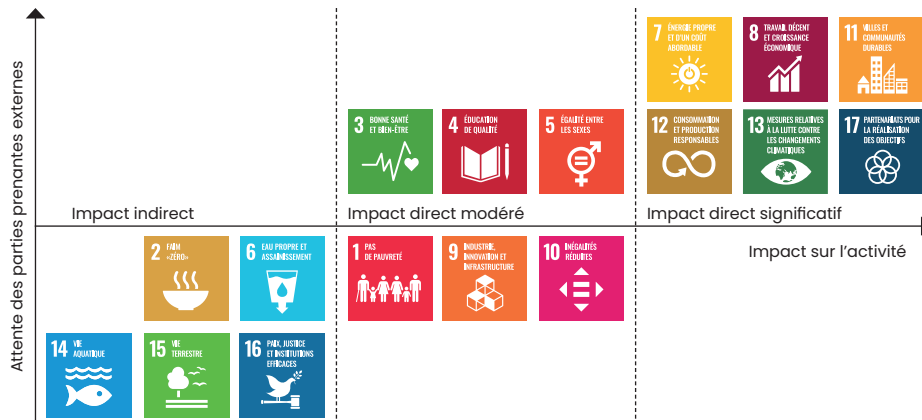 Attente des parties prenantes externes
7 ÉNERGIE PROPRE
ET D'UN COÛT
ABORDABLE
8 TRAVAIL DÉCENT
ET CROISSANCE
ÉCONOMIQUE
11 VILLES ET
COMMUNAUTÉS
DURABLES
3 BONNE SANTÉ
ET BIEN-ÊTRE
4 ÉDUCATION
DE QUALITÉ
5 ÉGALITÉ ENTRE
LES SEXES
12 CONSOMMATION
ET PRODUCTION
RESPONSABLES
13 MESURES RELATIVES
À LA LUTTE CONTRE
LES CHANGEMENTS
CLIMATIQUES
17 PARTENARIATS POUR
LA RÉALISATION
DES OBJECTIFS
Impact indirect
Impact direct modéré
Impact direct significatif
Impact sur l'activité
2 FAIM
«ZÉRO»
6 EAU PROPRE ET
ASSAINISSEMENT
1 PAS
DE PAUVRETÉ
9 INDUSTRIE,
INNOVATION ET
INFRASTRUCTURE
10 INÉGALITÉS
RÉDUITES
14 VIE
AQUATIQUE
15 VIE
TERRESTRE
16 PAIX, JUSTICE
ET INSTITUTIONS
EFFICACES